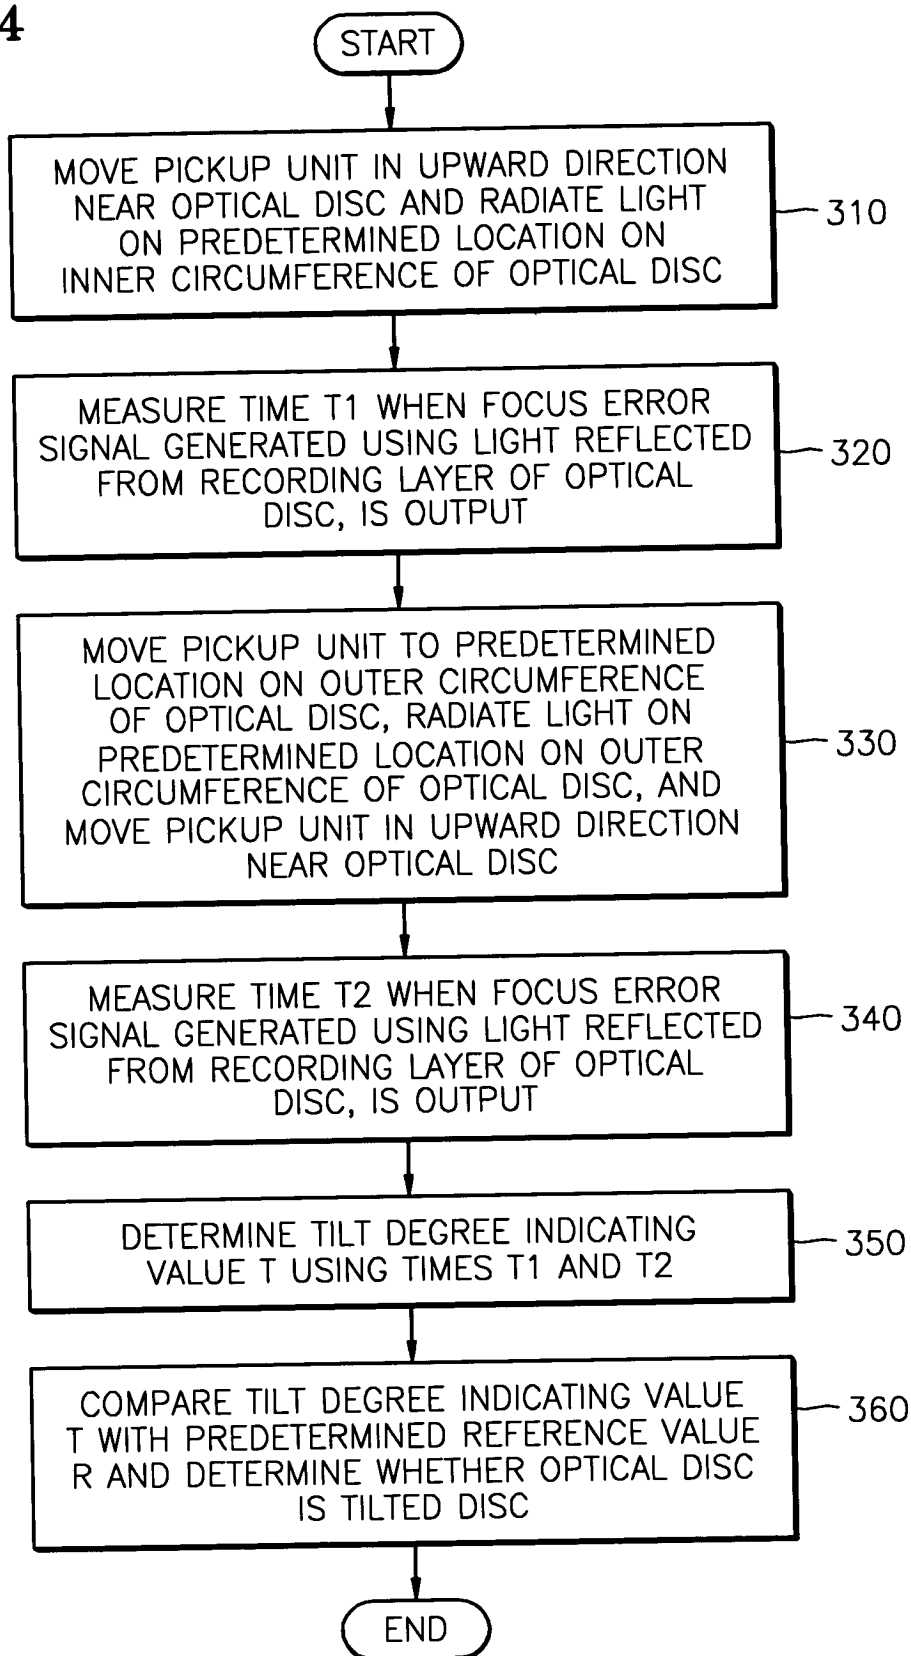 4
START
MOVE PICKUP UNIT IN UPWARD DIRECTION
NEAR OPTICAL DISC AND RADIATE LIGHT
ON PREDETERMINED LOCATION ON
INNER CIRCUMFERENCE OF OPTICAL DISC
310
MEASURE TIME T1 WHEN FOCUS ERROR
SIGNAL GENERATED USING LIGHT REFLECTED
FROM RECORDING LAYER OF OPTICAL
DISC, IS OUTPUT
320
MOVE PICKUP UNIT TO PREDETERMINED
LOCATION ON OUTER CIRCUMFERENCE
OF OPTICAL DISC, RADIATE LIGHT ON
PREDETERMINED LOCATION ON OUTER
CIRCUMFERENCE OF OPTICAL DISC, AND
MOVE PICKUP UNIT IN UPWARD DIRECTION
NEAR OPTICAL DISC
330
MEASURE TIME T2 WHEN FOCUS ERROR
SIGNAL GENERATED USING LIGHT REFLECTED
FROM RECORDING LAYER OF OPTICAL
DISC, IS OUTPUT
340
DETERMINE TILT DEGREE INDICATING
VALUE T USING TIMES T1 AND T2
350
COMPARE TILT DEGREE INDICATING VALUE
T WITH PREDETERMINED REFERENCE VALUE
R AND DETERMINE WHETHER OPTICAL DISC
IS TILTED DISC
360
END